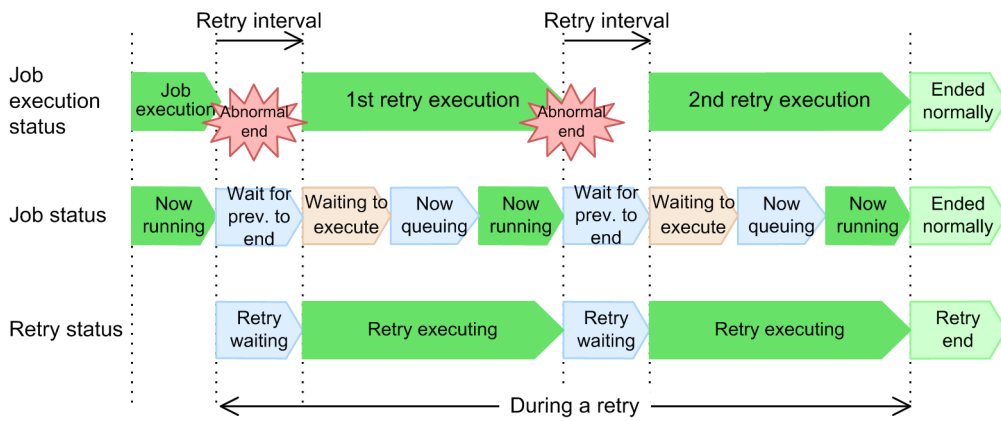 Retry interval
Retry interval
Job
execution
status
Job
execution
Abnormal
end
1st retry execution
Abnormal
end
2nd retry execution
Ended
normally
Job status
Now
running
Wait for
prev. to
end
Waiting to
execute
Now
queuing
Now
running
Wait for
prev. to
end
Waiting to
execute
Now
queuing
Now
running
Ended
normally
Retry status
Retry
waiting
Retry executing
Retry
waiting
Retry executing
Retry
end
During a retry